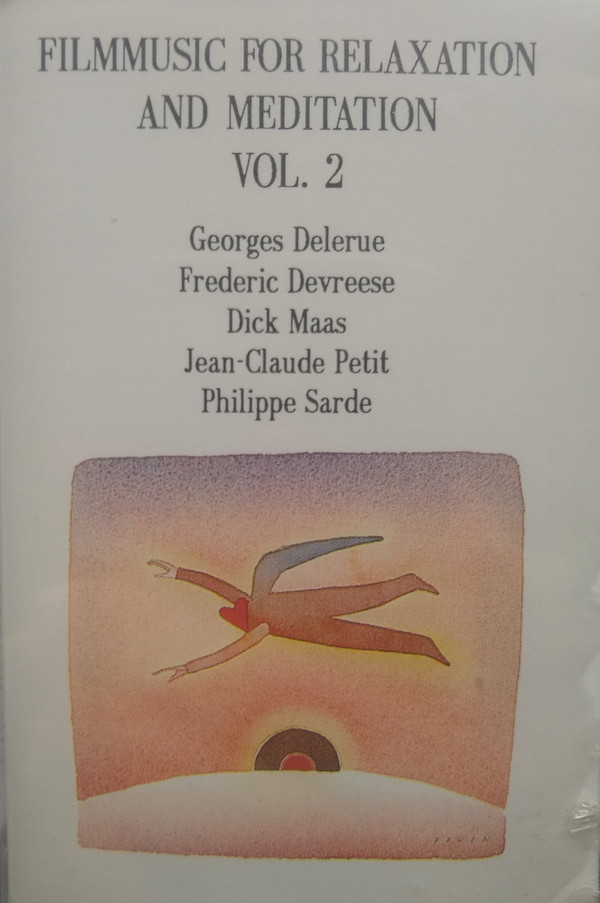 FILMMUSIC FOR RELAXATION
AND MEDITATION
VOL. 2
Georges Delerue
Frederic Devreese
Dick Maas
Jean-Claude Petit
Philippe Sarde